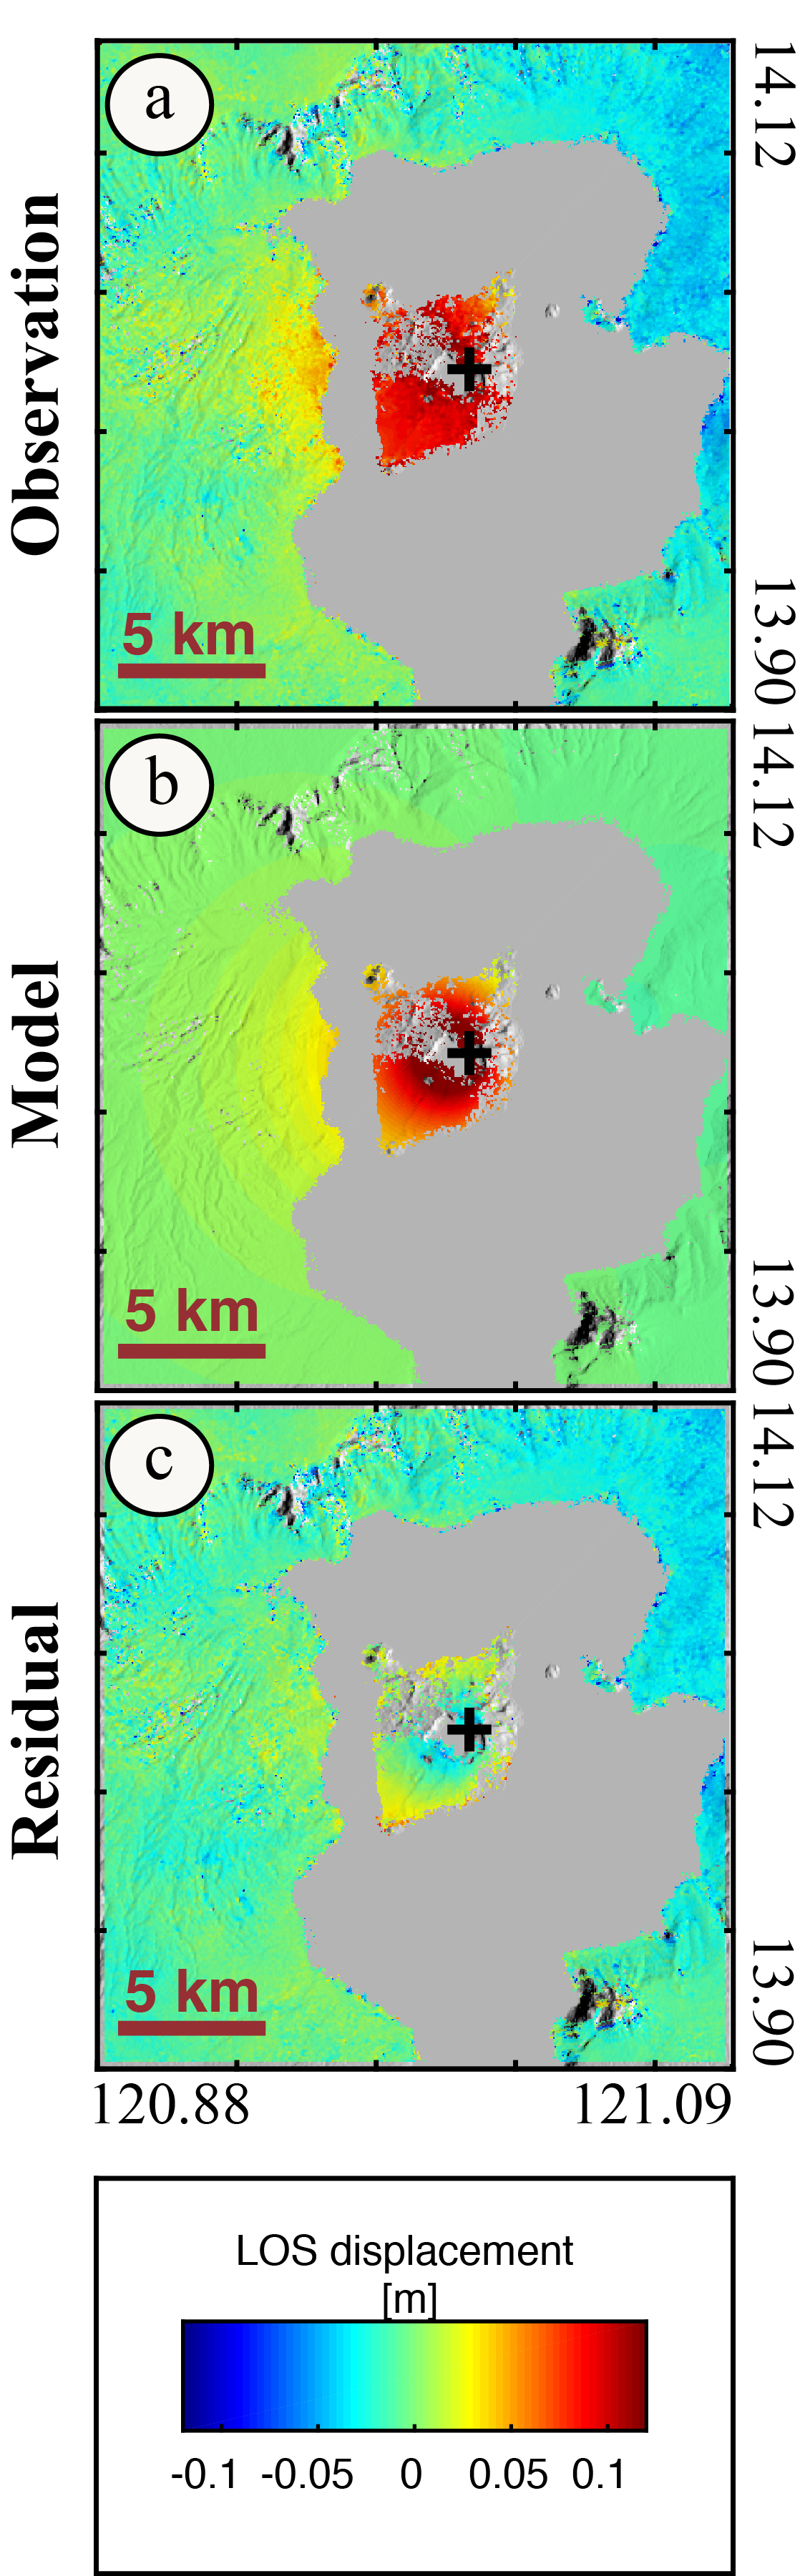 a
14.12
Observation
5 km
13.90
b
14.12
Model
5 km
13.90
c
14.12
Residual
5 km
13.90
120.88 121.09
LOS displacement
[m]
-0.1 -0.05 0 0.05 0.1